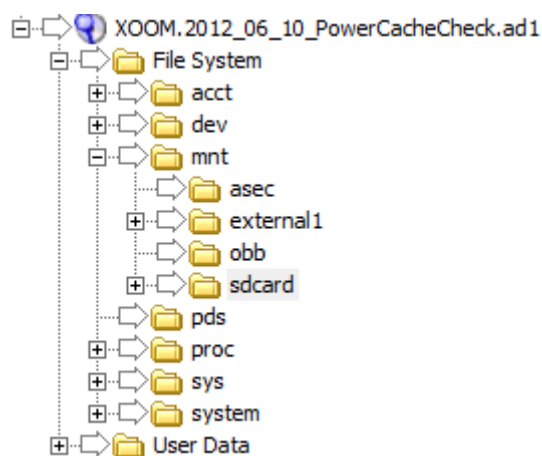 XOOM.2012_06_10_PowerCacheCheck.ad1
File System
acct
dev
mnt
asec
external1
obb
sdcard
pds
proc
sys
system
User Data